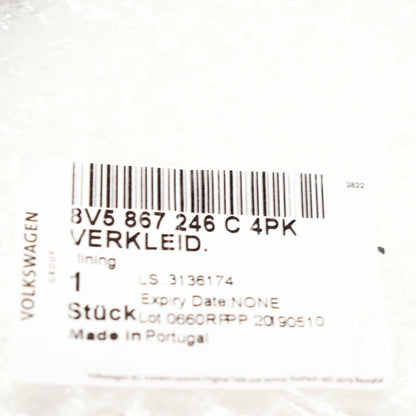 3822
8V5 867 246 C 4PK
VERKLEID.
lining
LS: 3136174
1
Expiry Date:NONE
Stück Lot 0660RPPP 20190510
Made In Portugal
VOLKSWAGEN
GROUP